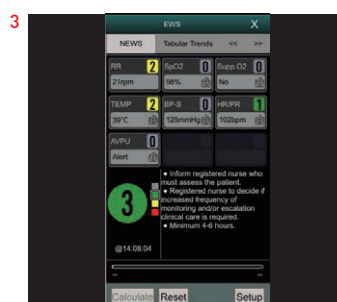 3
EWS X
NEWS Tabular Trends << >>
RR 2 SpO2 0 Supp.O2 0
21rpm 98% No
TEMP 2 BP-S 0 HR/PR 1
39°C 125mmHg 102bpm
AVPU 0
Alert
• Inform registered nurse who
must assess the patient.
• Registered nurse to decide if
increased frequency of
monitoring and/or escalation
clinical care is required.
• Minimum 4-6 hours.
3
@14:08:04
-- --
Calculate Reset Setup